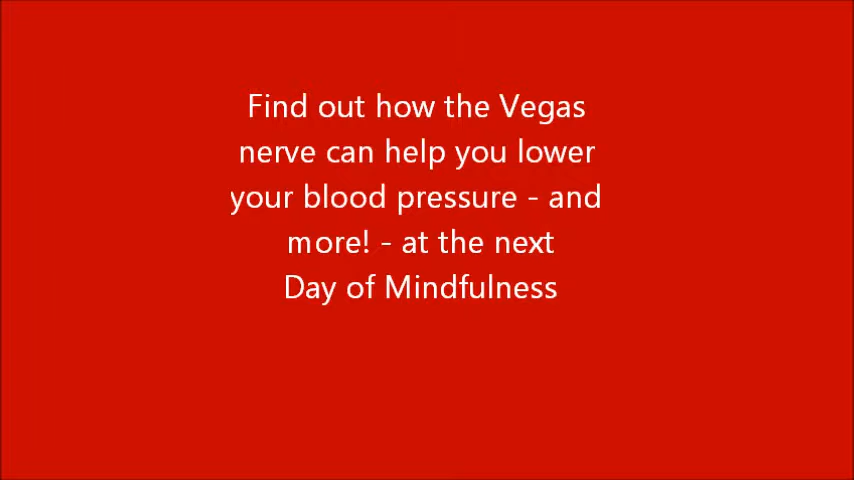 Find out how the Vegas
nerve can help you lower
your blood pressure - and
more! - at the next
Day of Mindfulness